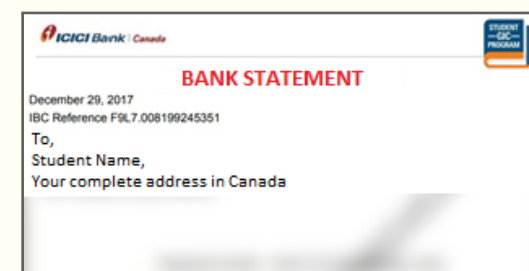 ICICI Bank | Canada
STUDENT
—GIC—
PROGRAM
BANK STATEMENT
December 29, 2017
IBC Reference F9L7.008199245351
To,
Student Name,
Your complete address in Canada